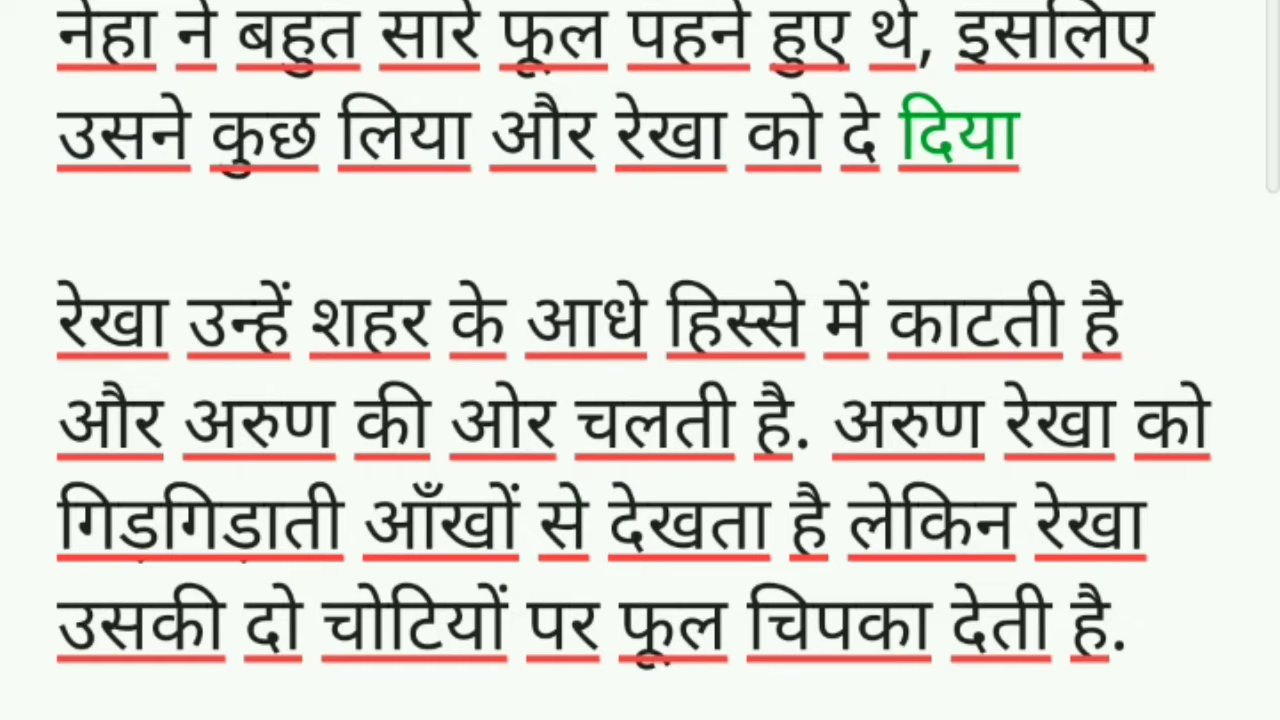 नेहा ने बहुत सारे फूल पहने हुए थे, इसलिए
उसने कुछ लिया और रेखा को दे दिया
रेखा उन्हें शहर के आधे हिस्से में काटती है
और अरुण की ओर चलती है. अरुण रेखा को
गिड़गिड़ाती आँखों से देखता है लेकिन रेखा
उसकी दो चोटियों पर फूल चिपका देती है.